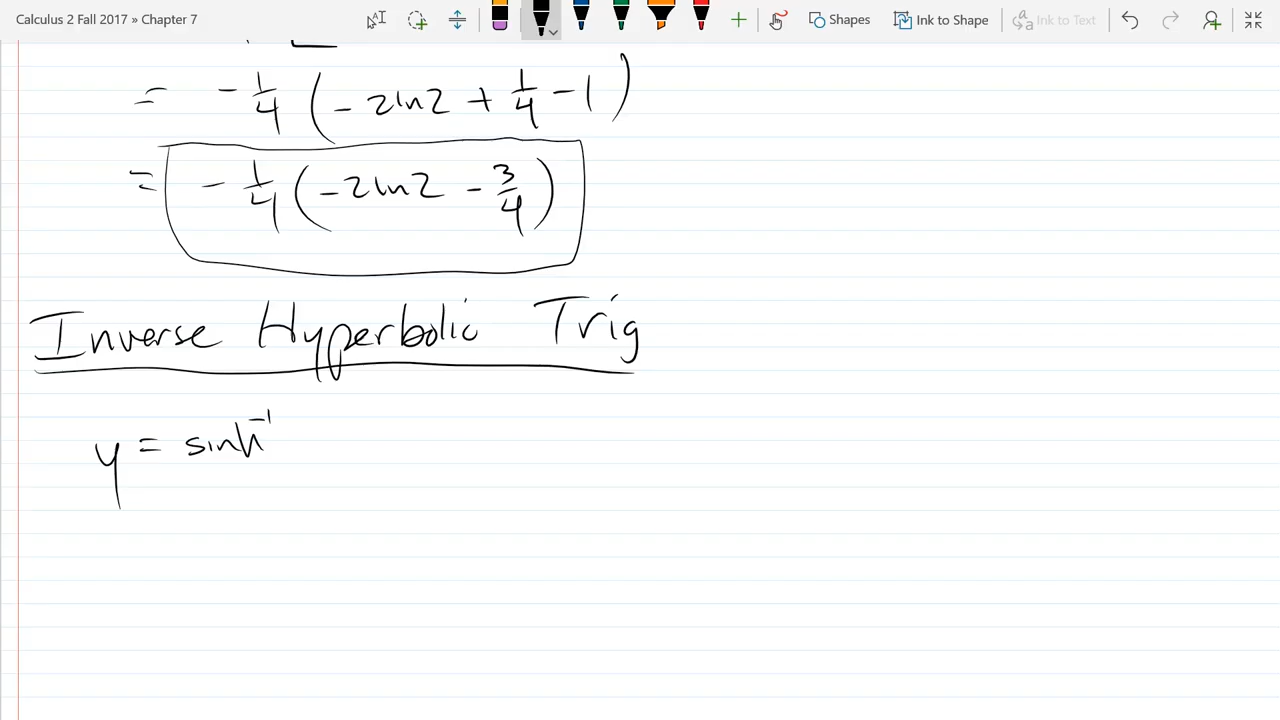 Calculus 2 Fall 2017 » Chapter 7
Shapes Ink to Shape Ink to Text
= -1/4 (-2ln2 + 1/4 - 1)
= -1/4 (-2ln2 - 3/4)
Inverse Hyperbolic Trig
y = sinh⁻¹